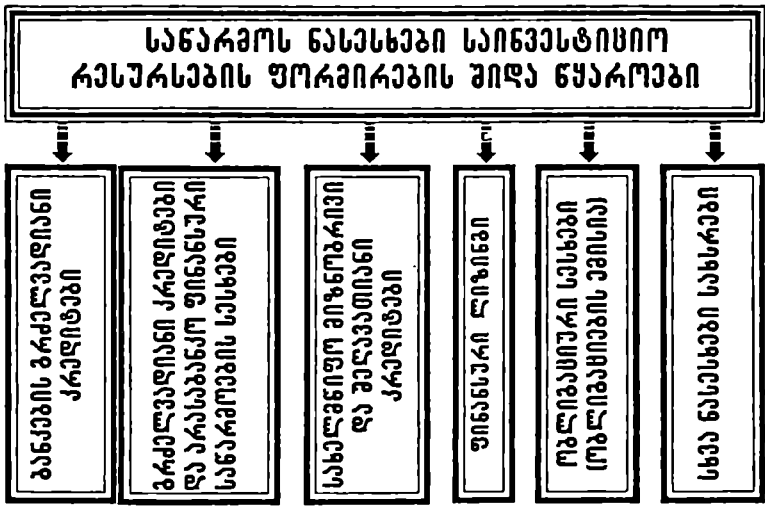 საწარმოს ნასესხები საინვესტიციო
რესურსების ფორმირების შიდა წყაროები
ბანკების გრძელვადიანი
კრედიტები
გრძელვადიანი კრედიტები
და არასაბანკო ფინანსური
საწარმოების სესხები
სახელმწიფო მიზნობრივი
და შეღავათიანი
კრედიტები
ფინანსური ლიზინგი
ობლიგაციური სესხები
(ობლიგაციების ემისია)
სხვა ნასესხები სახსრები